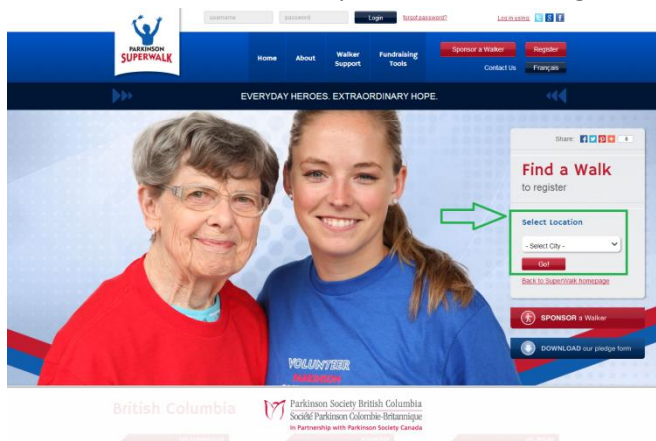 username password Login forgot password? Log in using:
PARKINSON
SUPERWALK
Home About Walker Support Fundraising Tools
Sponsor a Walker Register
Contact Us Français
EVERYDAY HEROES. EXTRAORDINARY HOPE.
Share:
Find a Walk
to register
Select Location
- Select City -
Go!
Back to SuperWalk homepage
SPONSOR a Walker
DOWNLOAD our pledge form
VOLUNTEER
PARKINSON
British Columbia
Parkinson Society British Columbia
Société Parkinson Colombie-Britannique
In Partnership with Parkinson Society Canada